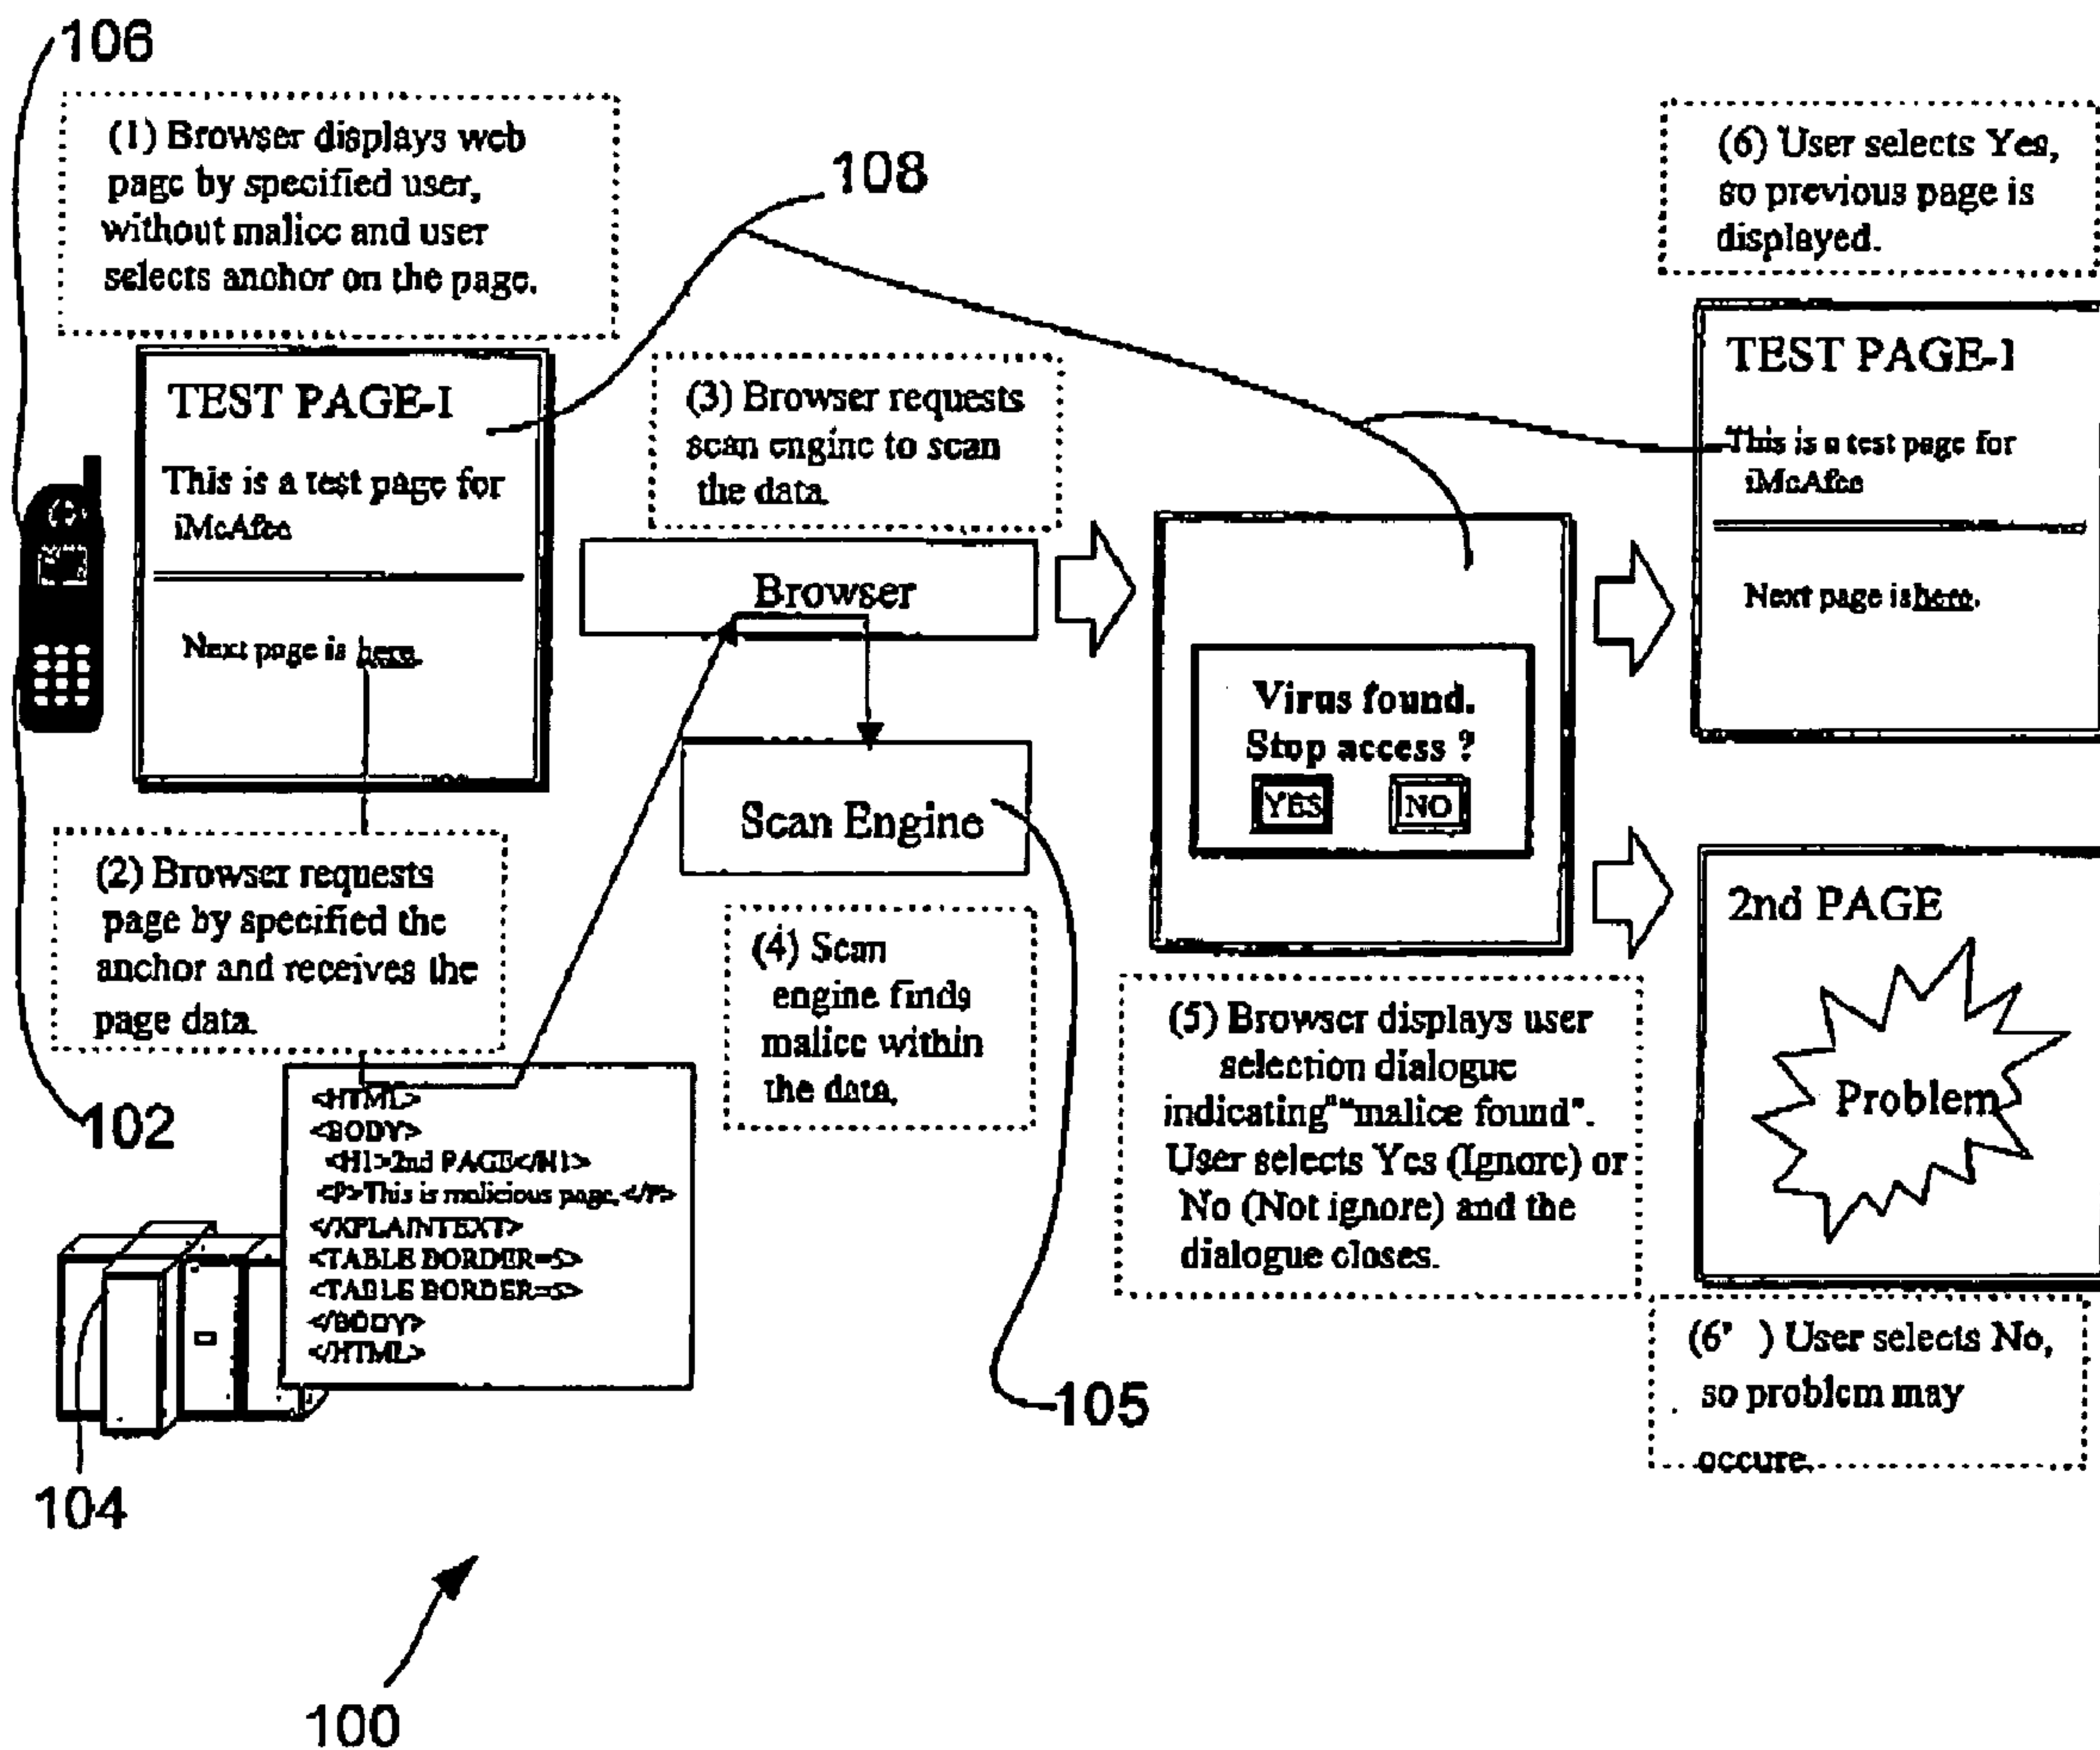 106
(1) Browser displays web
page by specified user,
without malice and user
selects anchor on the page.
108
(6) User selects Yes,
so previous page is
displayed.
TEST PAGE-I
This is a test page for
iMcAfee
Next page is here.
(3) Browser requests
scan engine to scan
the data.
Browser
Scan Engine
TEST PAGE-1
This is a test page for
iMcAfee
Next page is here.
Virus found.
Stop access ?
YES
NO
(2) Browser requests
page by specified the
anchor and receives the
page data.
(4) Scan
engine finds
malice within
the data.
2nd PAGE
Problem
(5) Browser displays user
selection dialogue
indicating"“malice found”.
User selects Yes (Ignore) or
No (Not ignore) and the
dialogue closes.
102
<HTML>
<BODY>
<H1>2nd PAGE</H1>
<P>This is malicious page.</P>
</XPLAINTEXT>
<TABLE BORDER=5>
<TABLE BORDER=5>
</BODY>
</HTML>
105
(6' ) User selects No,
so problem may
occure.
104
100